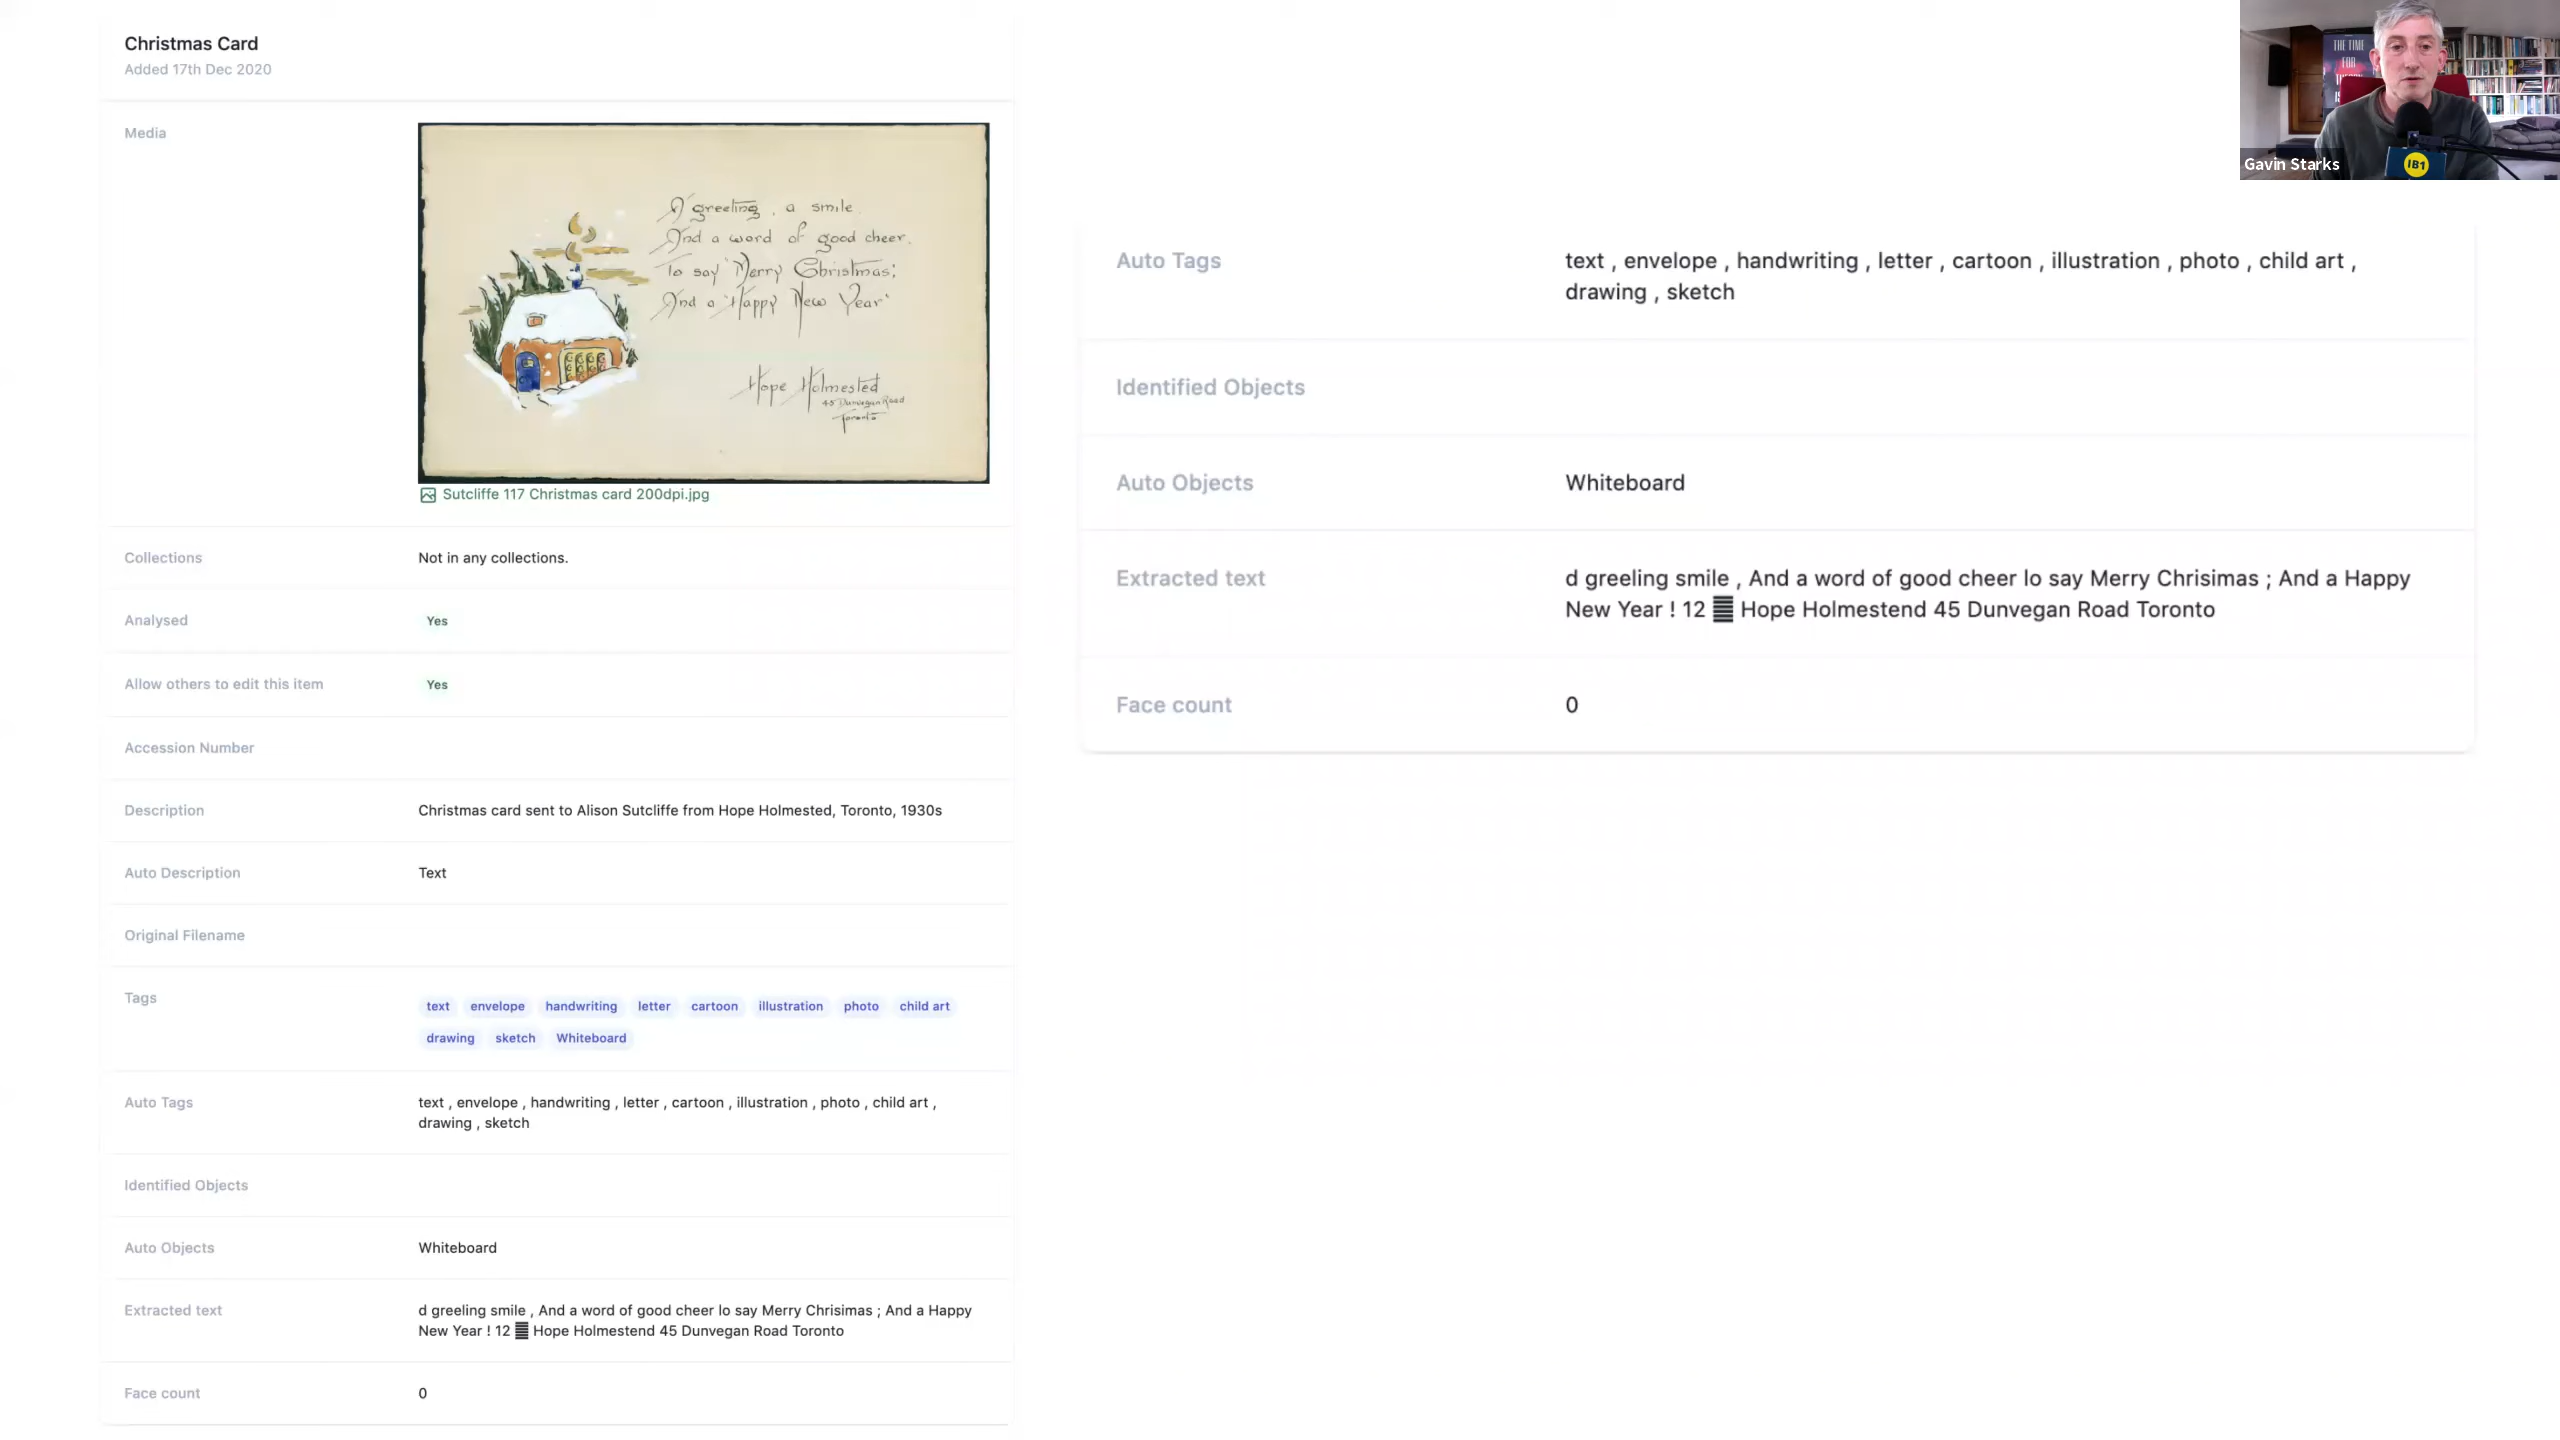 Christmas Card
Added 17th Dec 2020
Media
A greeting, a smile
And a word of good cheer.
To say "Merry Christmas;
And a "Happy New Year"
Hope Holmested
45 Dunvegan Road
Toronto
Sutcliffe 117 Christmas card 200dpi.jpg
Collections Not in any collections.
Analysed Yes
Allow others to edit this item Yes
Accession Number
Description Christmas card sent to Alison Sutcliffe from Hope Holmested, Toronto, 1930s
Auto Description Text
Original Filename
Tags text envelope handwriting letter cartoon illustration photo child art
drawing sketch Whiteboard
Auto Tags text , envelope , handwriting , letter , cartoon , illustration , photo , child art ,
drawing , sketch
Identified Objects
Auto Objects Whiteboard
Extracted text d greeling smile , And a word of good cheer lo say Merry Chrisimas ; And a Happy
New Year ! 12 𝌆 Hope Holmestend 45 Dunvegan Road Toronto
Face count 0
Auto Tags text , envelope , handwriting , letter , cartoon , illustration , photo , child art ,
drawing , sketch
Identified Objects
Auto Objects Whiteboard
Extracted text d greeling smile , And a word of good cheer lo say Merry Chrisimas ; And a Happy
New Year ! 12 𝌆 Hope Holmestend 45 Dunvegan Road Toronto
Face count 0
THE TIME
FOR
Gavin Starks
IB1